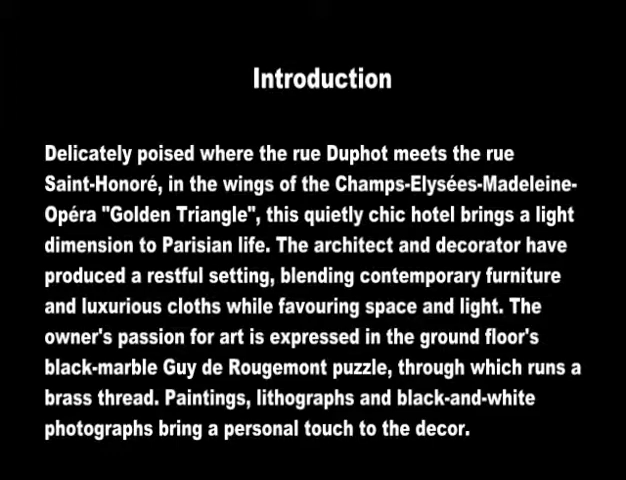 Introduction
Delicately poised where the rue Duphot meets the rue
Saint-Honoré, in the wings of the Champs-Elysées-Madeleine-
Opéra "Golden Triangle", this quietly chic hotel brings a light
dimension to Parisian life. The architect and decorator have
produced a restful setting, blending contemporary furniture
and luxurious cloths while favouring space and light. The
owner's passion for art is expressed in the ground floor's
black-marble Guy de Rougemont puzzle, through which runs a
brass thread. Paintings, lithographs and black-and-white
photographs bring a personal touch to the decor.